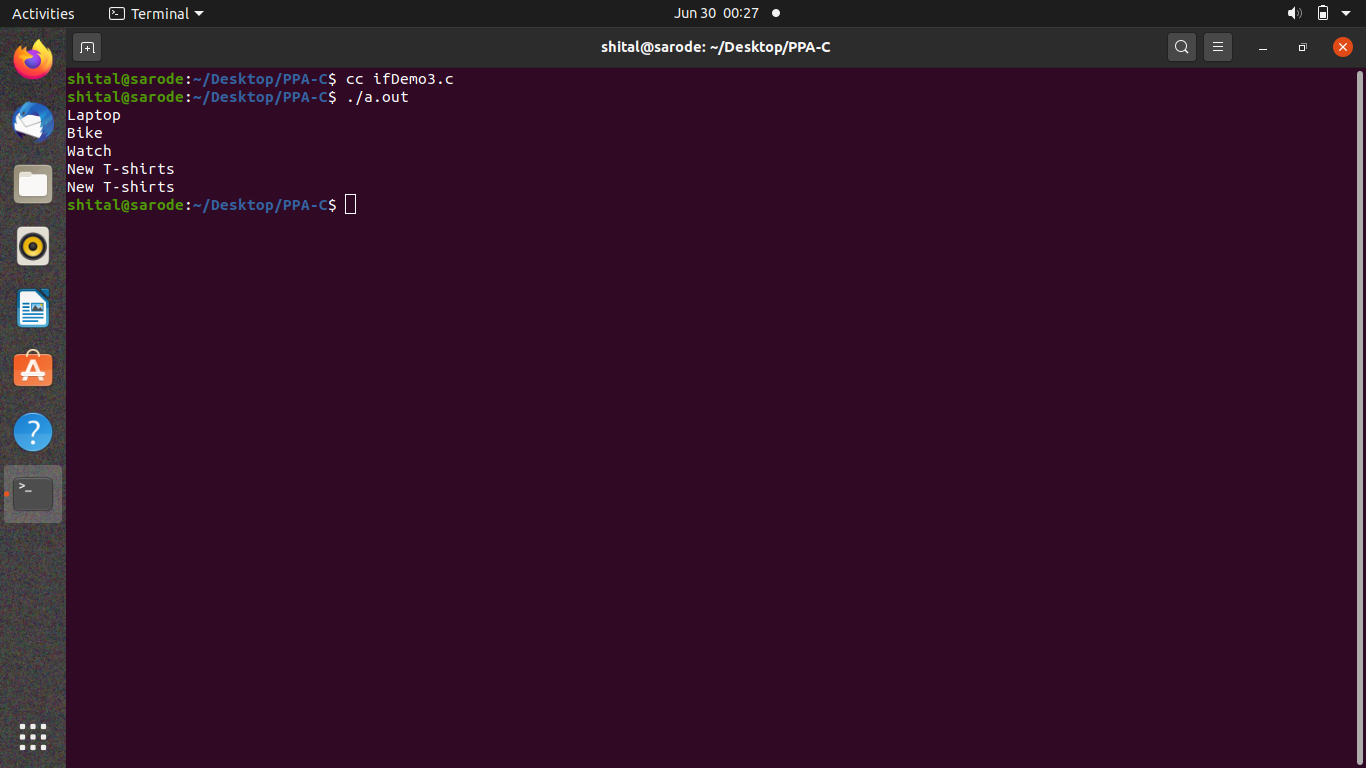 Activities Terminal Jun 30 00:27
shital@sarode: ~/Desktop/PPA-C
shital@sarode:~/Desktop/PPA-C$ cc ifDemo3.c
shital@sarode:~/Desktop/PPA-C$ ./a.out
Laptop
Bike
Watch
New T-shirts
New T-shirts
shital@sarode:~/Desktop/PPA-C$